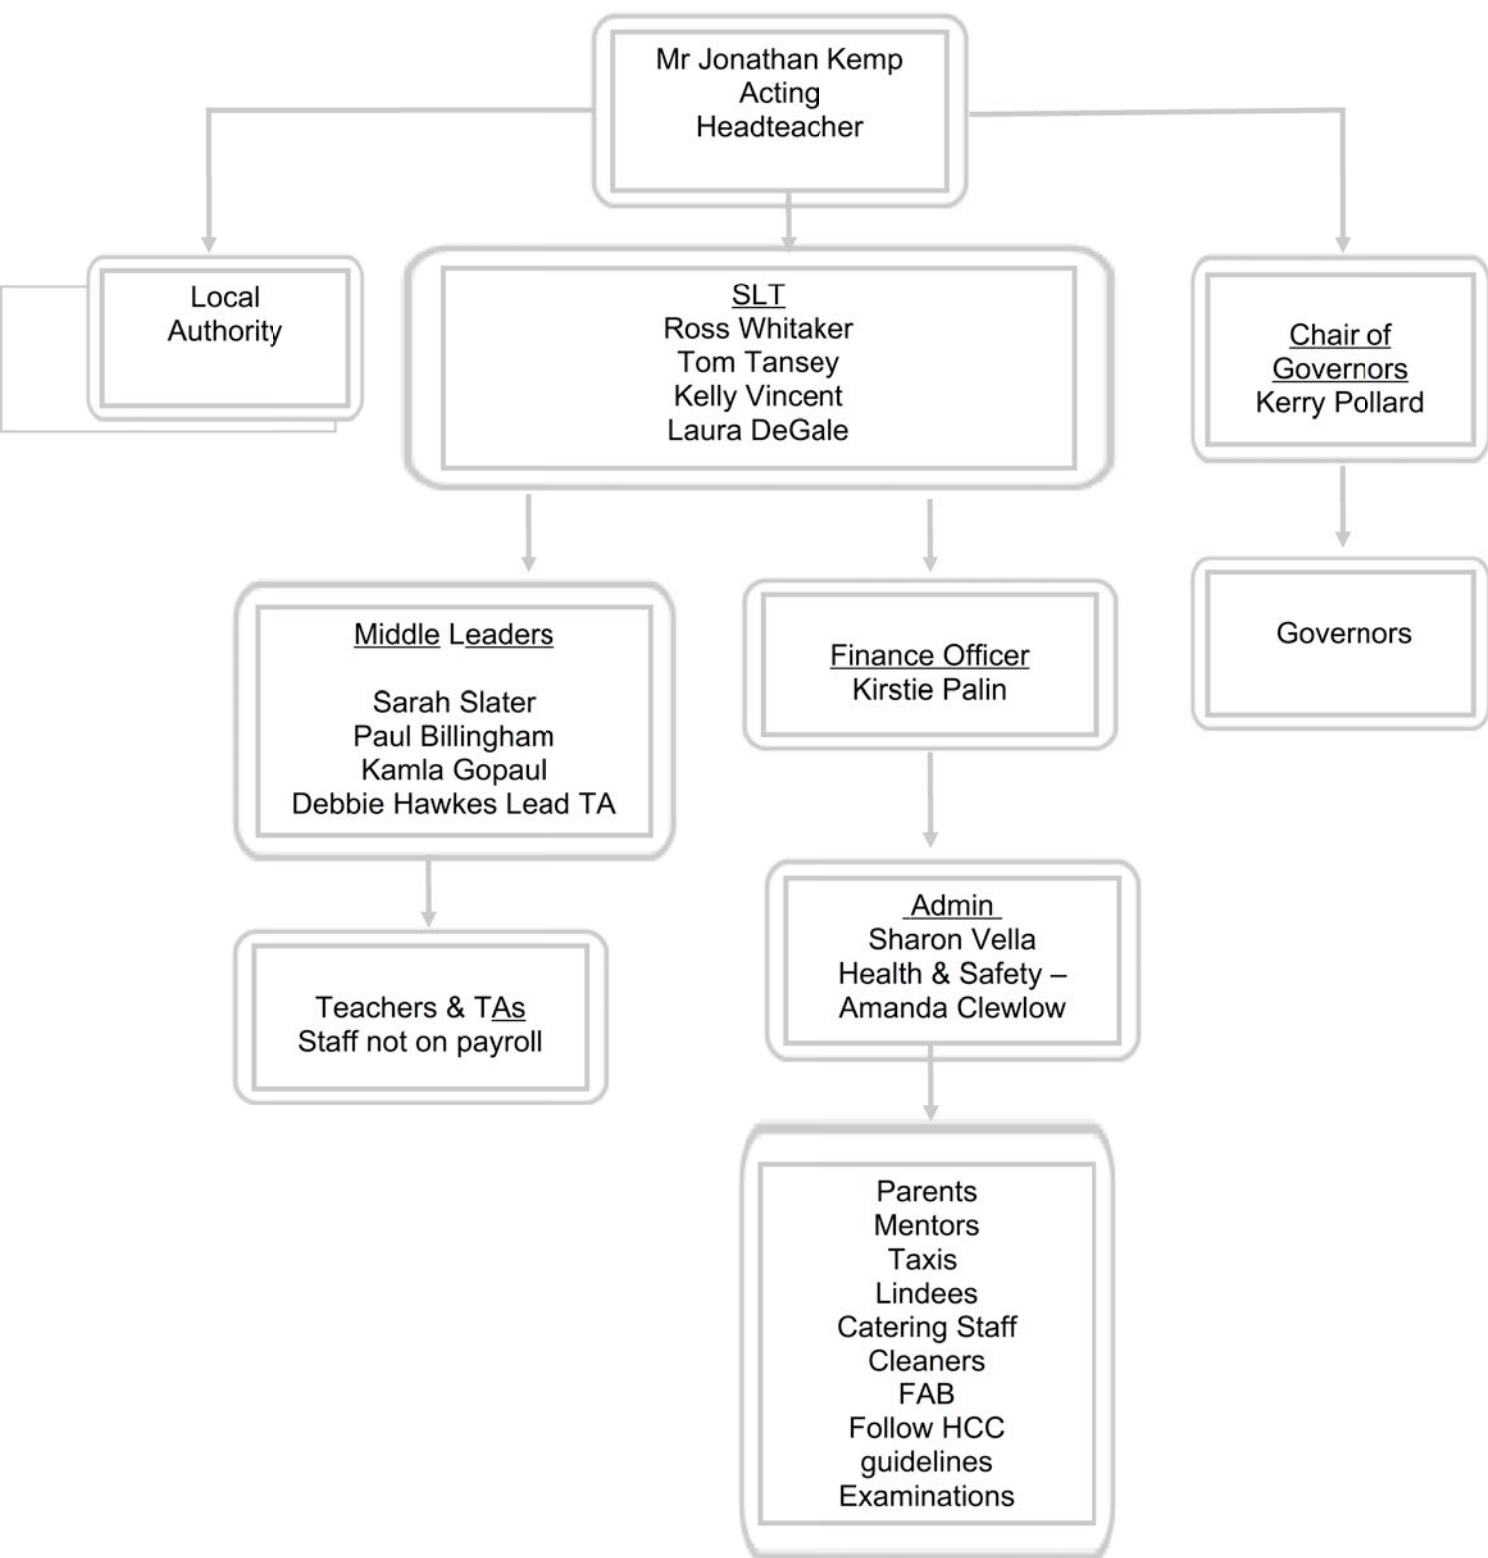 Mr Jonathan Kemp
Acting
Headteacher
Local
Authority
SLT
Ross Whitaker
Tom Tansey
Kelly Vincent
Laura DeGale
Chair of
Governors
Kerry Pollard
Middle Leaders
Sarah Slater
Paul Billingham
Kamla Gopaul
Debbie Hawkes Lead TA
Finance Officer
Kirstie Palin
Governors
Teachers & TAs
Staff not on payroll
Admin
Sharon Vella
Health & Safety –
Amanda Clewlow
Parents
Mentors
Taxis
Lindees
Catering Staff
Cleaners
FAB
Follow HCC
guidelines
Examinations